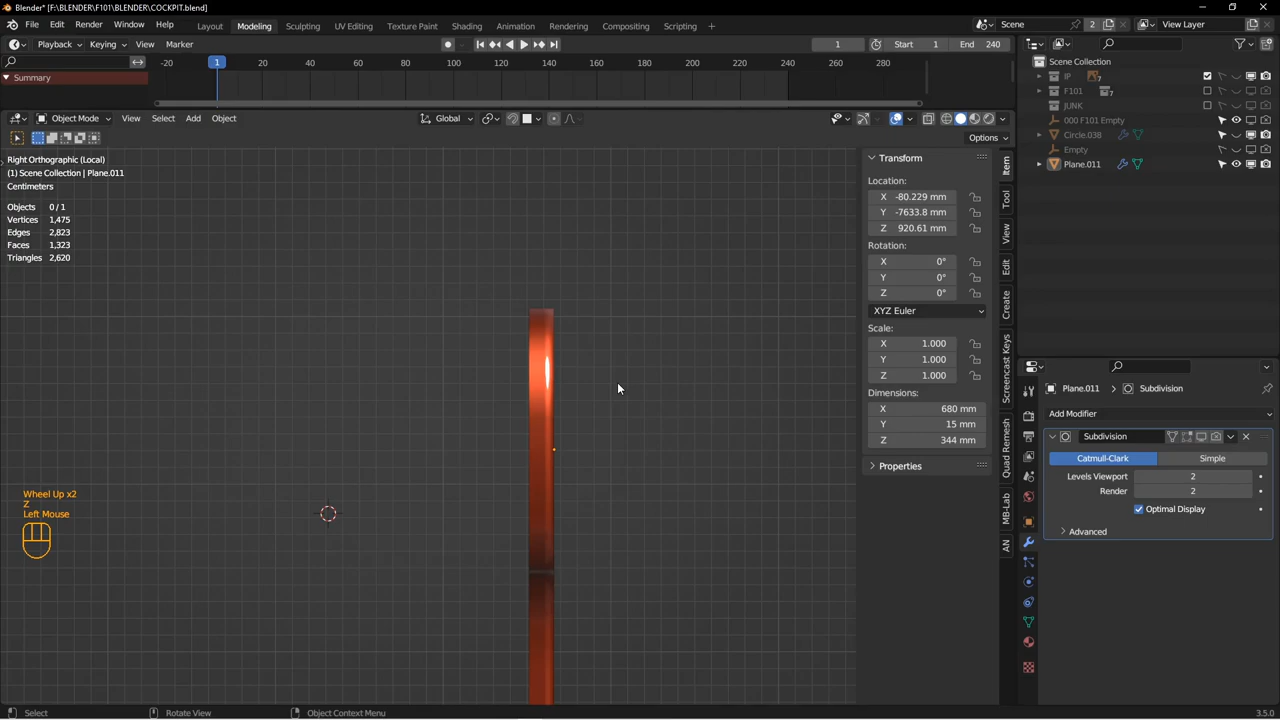 Blender* [F:\BLENDER\F101\BLENDER\COCKPIT.blend]
File Edit Render Window Help Layout Modeling Sculpting UV Editing Texture Paint Shading Animation Rendering Compositing Scripting + Scene 2 View Layer
Playback Keying View Marker 1 Start 1 End 240
-20 1 20 40 60 80 100 120 140 160 180 200 220 240 260 280
Summary
Scene Collection
IP 7
F101 7
JUNK
000 F101 Empty
Circle.038
Empty
Plane.011
Object Mode View Select Add Object Global
Options
Right Orthographic (Local)
(1) Scene Collection | Plane.011
Centimeters
Objects 0/1
Vertices 1,475
Edges 2,823
Faces 1,323
Triangles 2,620
Transform
Location:
X -80.229 mm
Y -7633.8 mm
Z 920.61 mm
Rotation:
X 0°
Y 0°
Z 0°
XYZ Euler
Scale:
X 1.000
Y 1.000
Z 1.000
Dimensions:
X 680 mm
Y 15 mm
Z 344 mm
Properties
Item
Tool
View
Edit
Create
Screencast Keys
Quad Remesh
MB-Lab
AN
Plane.011 Subdivision
Add Modifier
Subdivision
Catmull-Clark Simple
Levels Viewport 2
Render 2
Optimal Display
Advanced
Wheel Up x2
Z
Left Mouse
Select Rotate View Object Context Menu 3.5.0